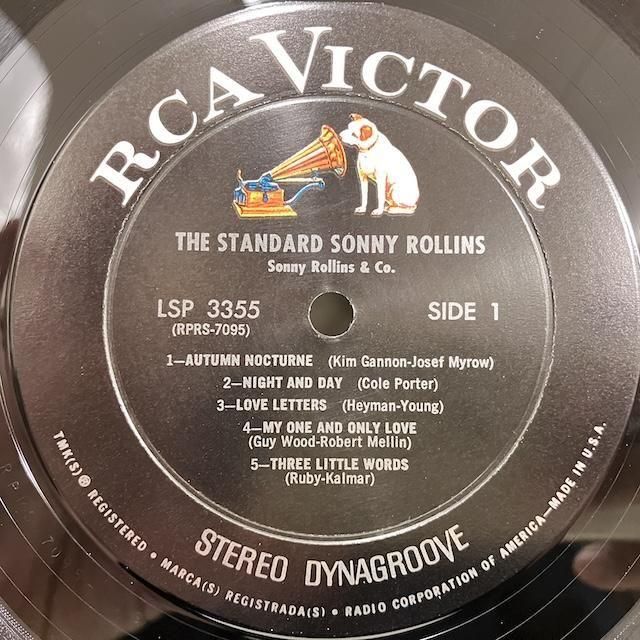 RCA VICTOR
THE STANDARD SONNY ROLLINS
Sonny Rollins & Co.
LSP 3355
(RPRS-7095)
SIDE 1
1—AUTUMN NOCTURNE (Kim Gannon-Josef Myrow)
2—NIGHT AND DAY (Cole Porter)
3—LOVE LETTERS (Heyman-Young)
4—MY ONE AND ONLY LOVE
(Guy Wood-Robert Mellin)
5—THREE LITTLE WORDS
(Ruby-Kalmar)
STEREO DYNAGROOVE
TMK(S) ® REGISTERED • MARCA(S) REGISTRADA(S) • RADIO CORPORATION OF AMERICA—MADE IN U.S.A.